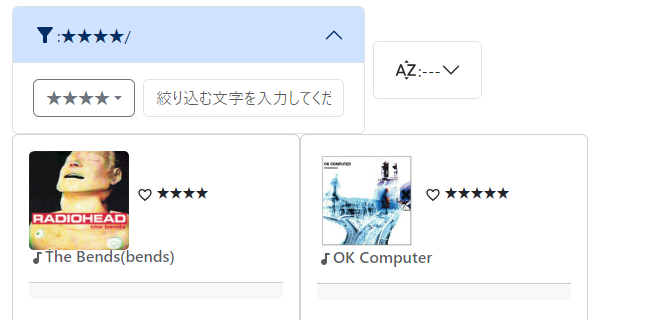 :★★★★/
AZ:---
★★★★
絞り込む文字を入力してくだ
RADIOHEAD
the bends
★★★★
OK COMPUTER
★★★★★
The Bends(bends)
OK Computer